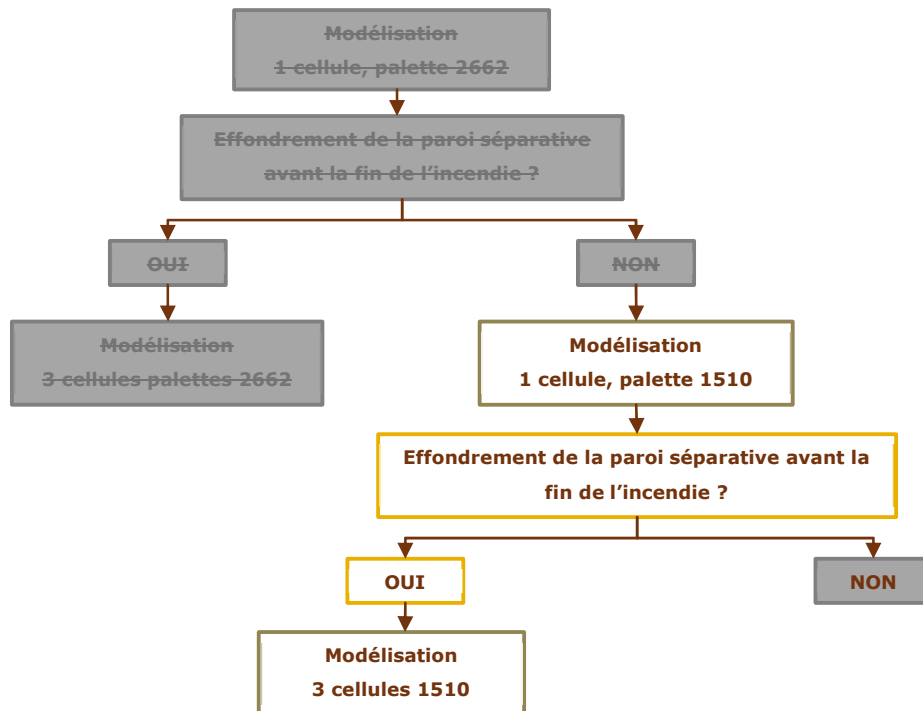 Modélisation
1 cellule, palette 2662
Effondrement de la paroi séparative
avant la fin de l'incendie ?
OUI
NON
Modélisation
3 cellules palettes 2662
Modélisation
1 cellule, palette 1510
Effondrement de la paroi séparative avant la
fin de l'incendie ?
OUI
NON
Modélisation
3 cellules 1510